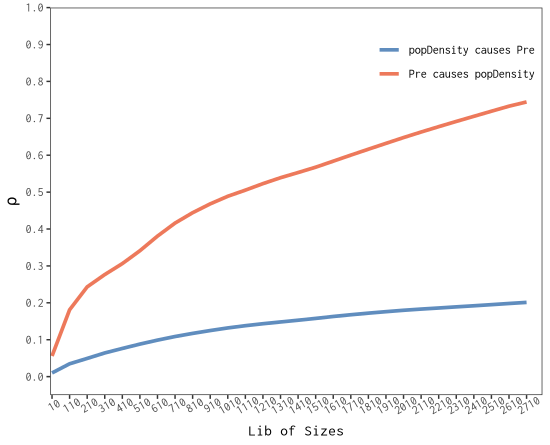 1.0
0.9
0.8
0.7
0.6
0.5
0.4
0.3
0.2
0.1
0.0
ρ
popDensity causes Pre
Pre causes popDensity
10 110 210 310 410 510 610 710 810 910 1010 1110 1210 1310 1410 1510 1610 1710 1810 1910 2010 2110 2210 2310 2410 2510 2610 2710
Lib of Sizes